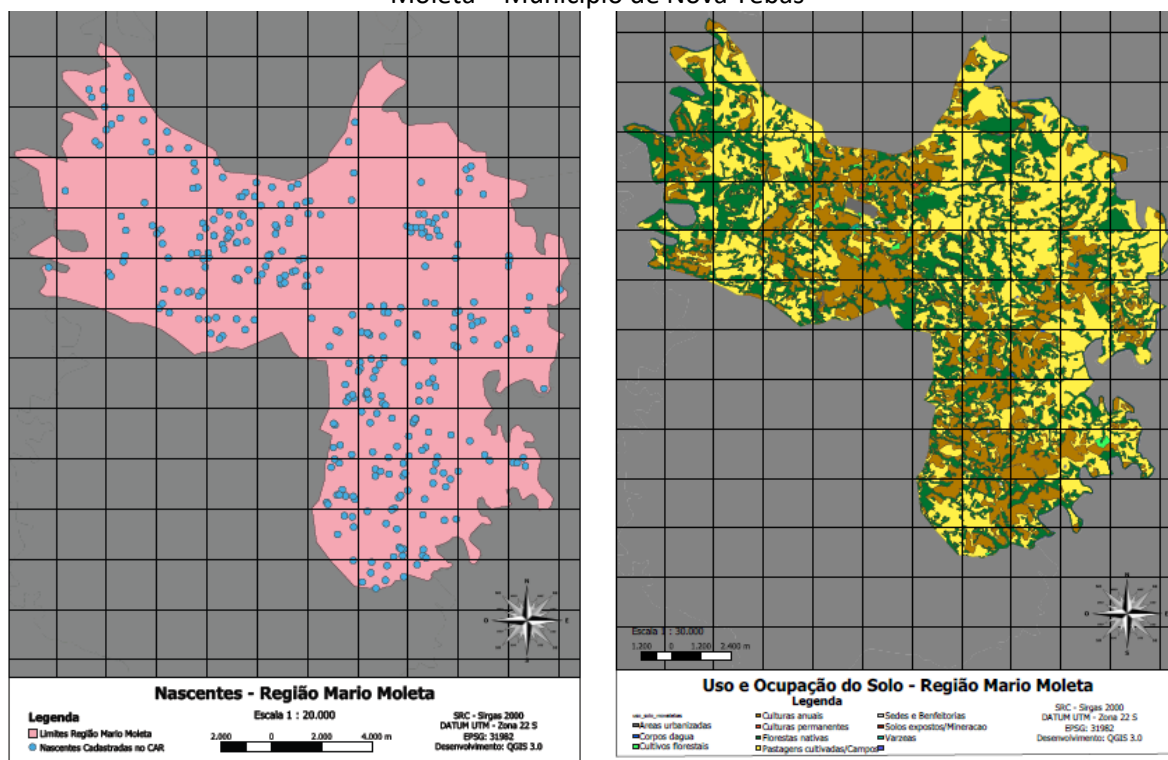 Moleta – Município de Nova Tebas
N
O
E
S
Nascentes - Região Mario Moleta
Legenda
Limites Região Mario Moleta
Nascentes Cadastradas no CAR
Escala 1 : 20.000
2.000 0 2.000 4.000 m
SRC - Sirgas 2000
DATUM UTM - Zona 22 S
EPSG: 31982
Desenvolvimento: QGIS 3.0
Escala 1 : 30.000
1.200 0 1.200 2.400 m
N
O
E
S
Uso e Ocupação do Solo - Região Mario Moleta
Legenda
Areas urbanizadas
Corpos dagua
Cultivos florestais
Culturas anuais
Culturas permanentes
Florestas nativas
Pastagens cultivadas/Campos
Sedes e Benfeitorias
Solos expostos/Mineracao
Varzeas
SRC - Sirgas 2000
DATUM UTM - Zona 22 S
EPSG: 31982
Desenvolvimento: QGIS 3.0